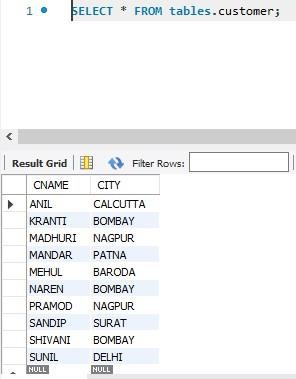 1 SELECT * FROM tables.customer;
Result Grid Filter Rows:
CNAME CITY
ANIL CALCUTTA
KRANTI BOMBAY
MADHURI NAGPUR
MANDAR PATNA
MEHUL BARODA
NAREN BOMBAY
PRAMOD NAGPUR
SANDIP SURAT
SHIVANI BOMBAY
SUNIL DELHI
NULL NULL